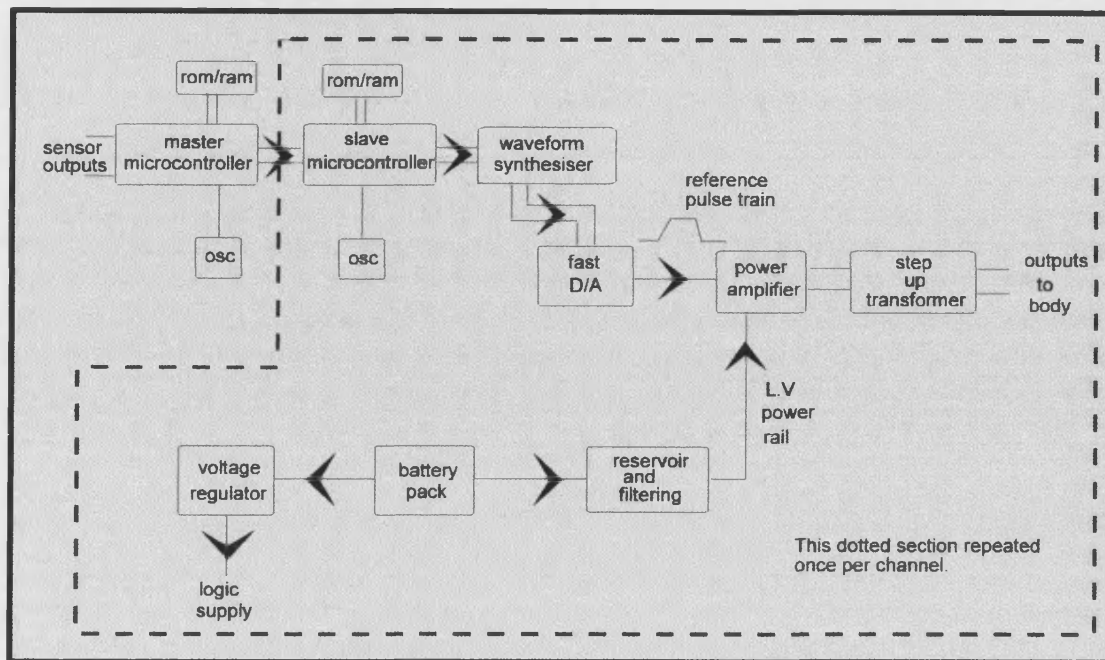 rom/ram
rom/ram
sensor
outputs
master
microcontroller
slave
microcontroller
waveform
synthesiser
reference
pulse train
osc
osc
fast
D/A
power
amplifier
step
up
transformer
outputs
to
body
L.V
power
rail
voltage
regulator
battery
pack
reservoir
and
filtering
logic
supply
This dotted section repeated
once per channel.